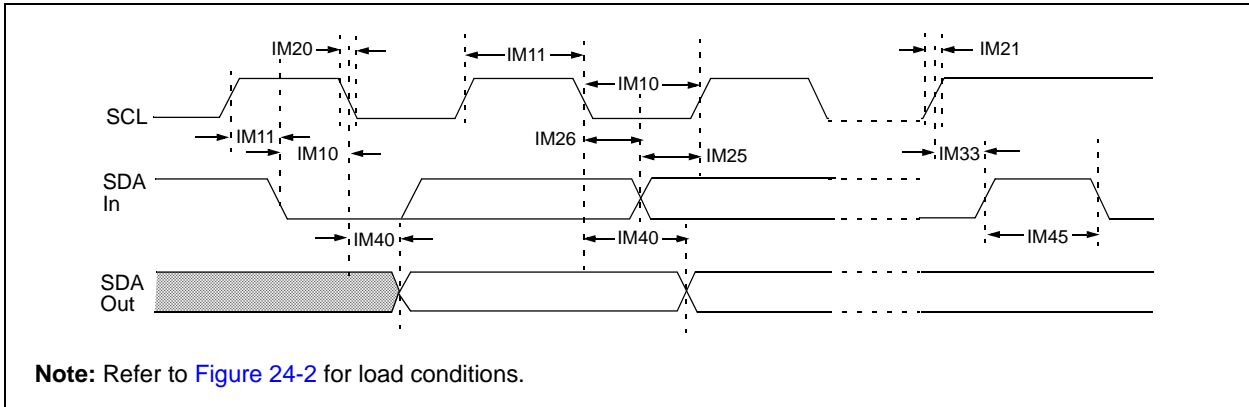 IM20
IM11
IM21
IM10
SCL
IM11
IM26
IM10
IM25
IM33
SDA
In
IM40
IM40
IM45
SDA
Out
Note: Refer to Figure 24-2 for load conditions.